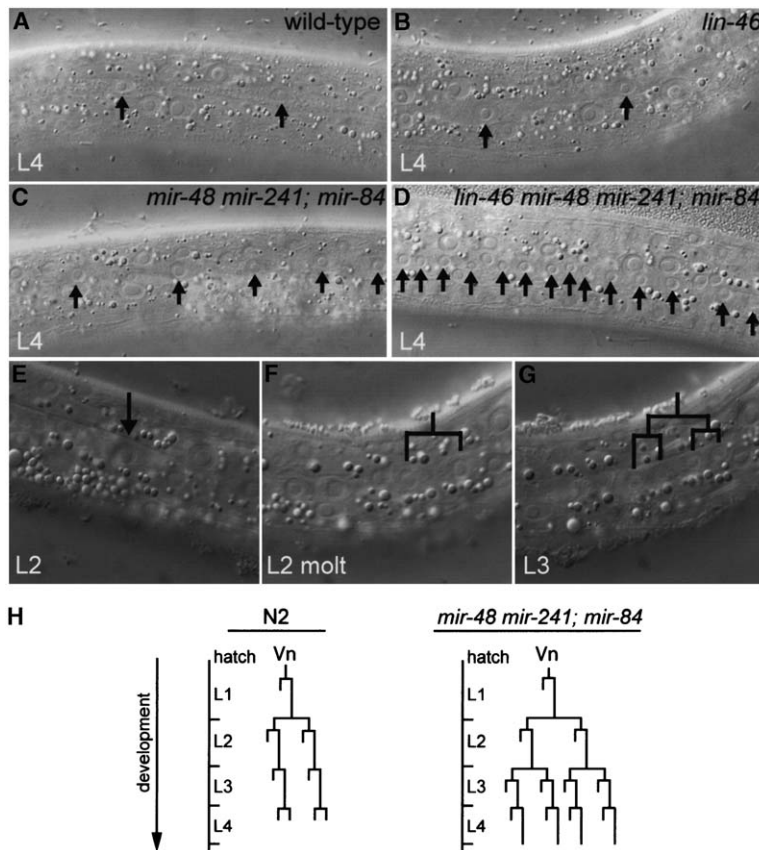 A wild-type
L4
B lin-46
L4
C mir-48 mir-241; mir-84
L4
D lin-46 mir-48 mir-241; mir-84
L4
E
L2
F
L2 molt
G
L3
H
N2
mir-48 mir-241; mir-84
development
hatch Vn
L1
L2
L3
L4
hatch Vn
L1
L2
L3
L4